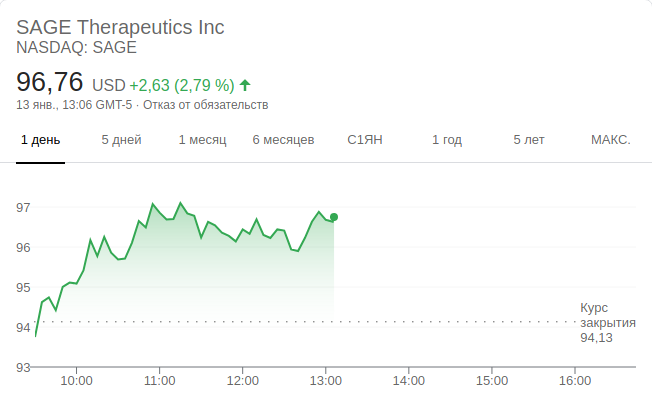 SAGE Therapeutics Inc
NASDAQ: SAGE
96,76 USD +2,63 (2,79 %)
13 янв., 13:06 GMT-5 · Отказ от обязательств
1 день 5 дней 1 месяц 6 месяцев С1ЯН 1 год 5 лет МАКС.
97
96
95
94
93
Курс
закрытия
94,13
10:00 11:00 12:00 13:00 14:00 15:00 16:00